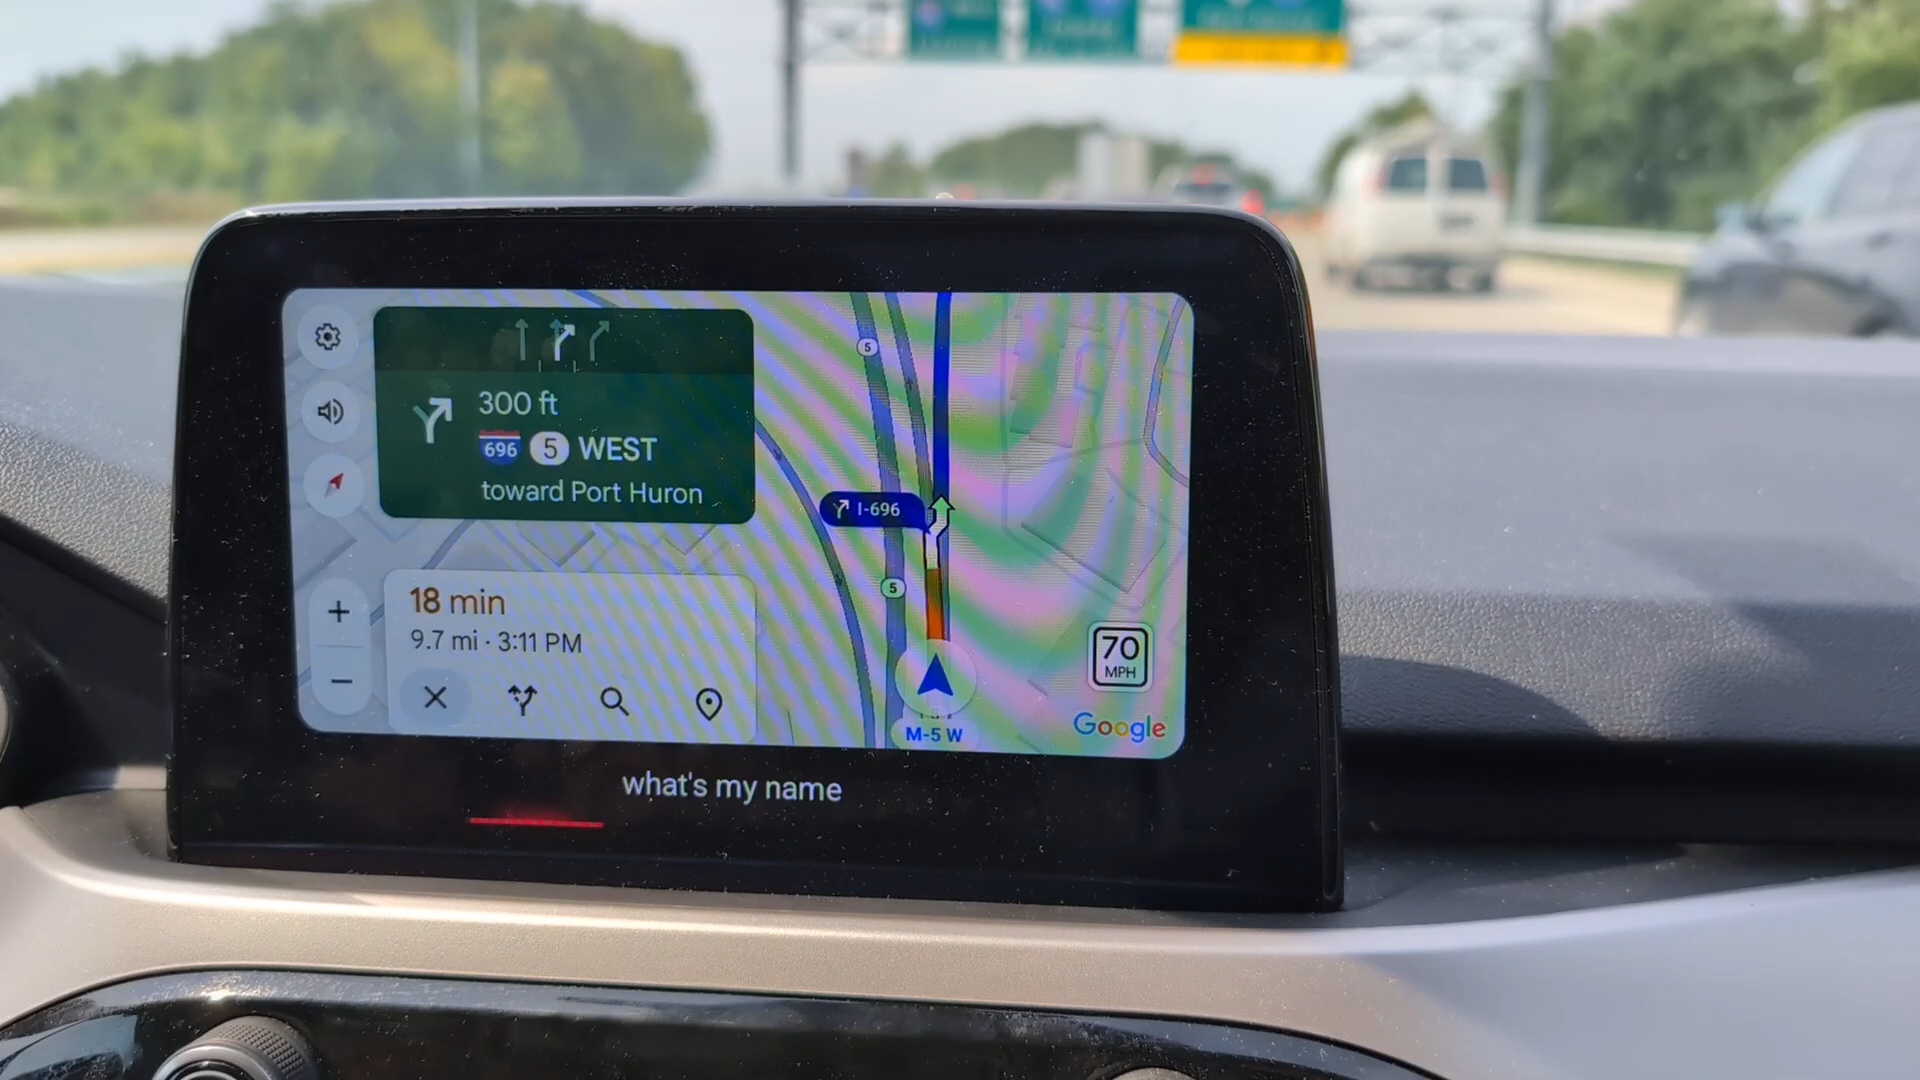 300 ft
696 5 WEST
toward Port Huron
5
I-696
5
18 min
9.7 mi · 3:11 PM
70
MPH
M-5 W
Google
what's my name